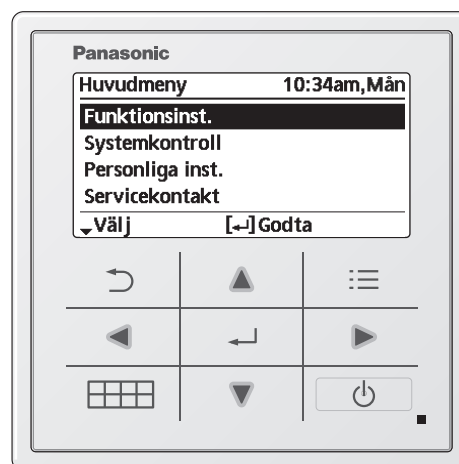 Panasonic
Huvudmeny 10:34am,Mån
Funktionsinst.
Systemkontroll
Personliga inst.
Servicekontakt
Välj [↵]Godta